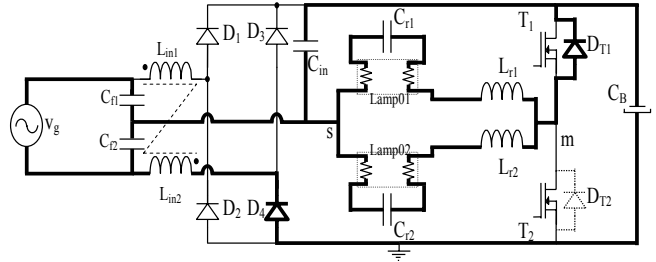 D1
D3
Cr1
T1
DT1
Lin1
Cin
Lr1
Lamp01
Cf1
CB
vg
s
m
Cf2
Lamp02
Lr2
Lin2
D2
D4
Cr2
DT2
T2